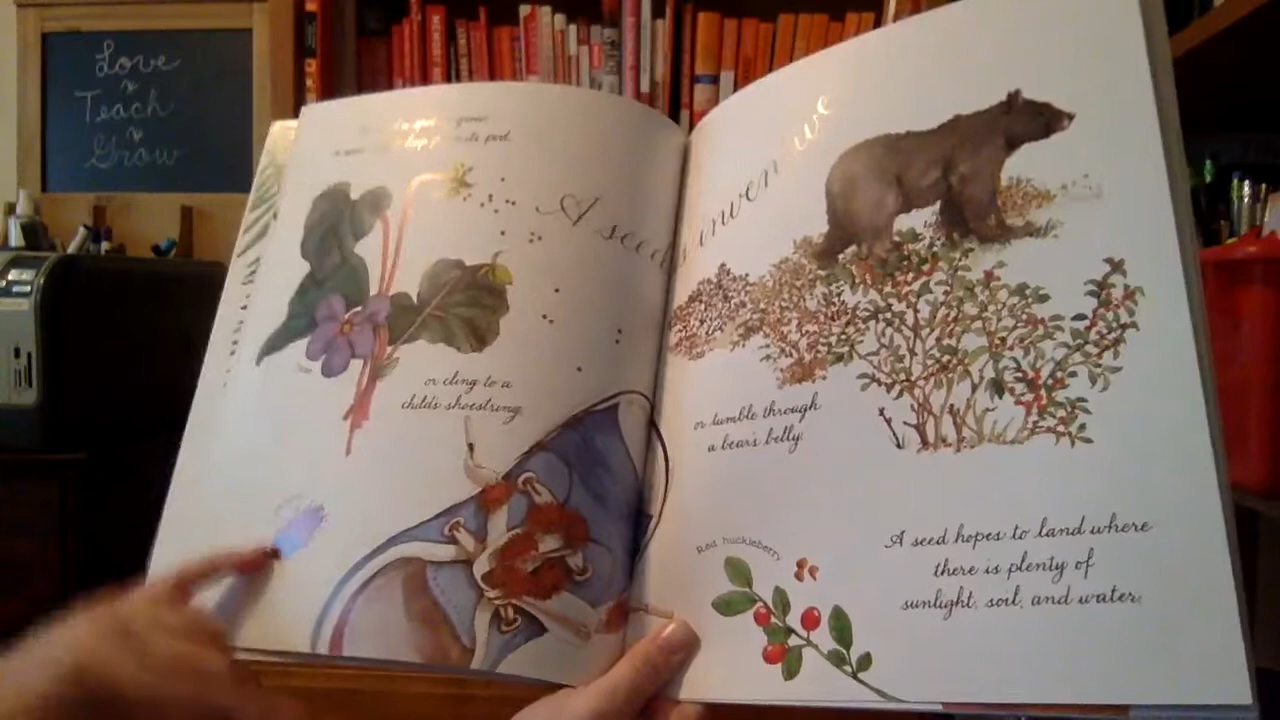 Love
Teach
Grow
pod.
A seed
or cling to a
child's shoestring,
or tumble through
a bear's belly.
Red huckleberry
A seed hopes to land where
there is plenty of
sunlight, soil, and water.